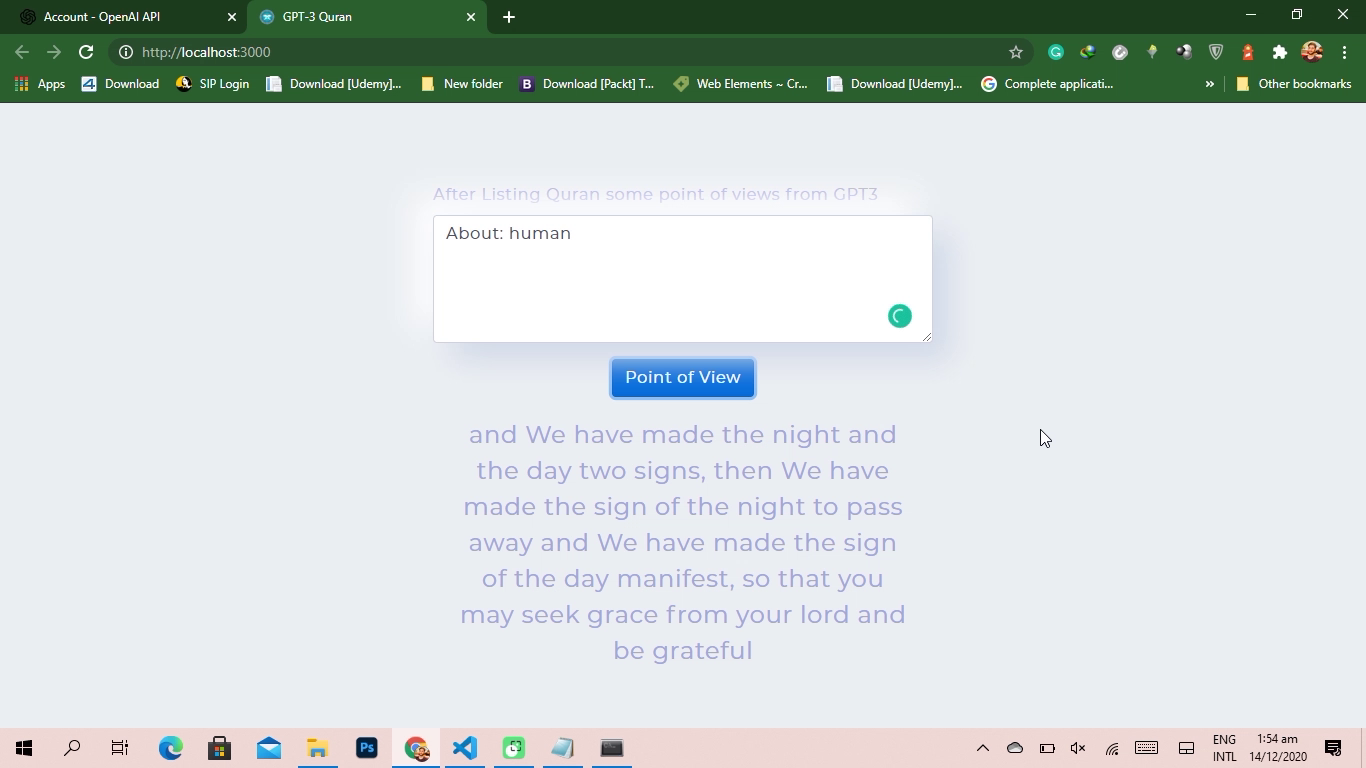 Account - OpenAI API
GPT-3 Quran
http://localhost:3000
Apps
Download
SIP Login
Download [Udemy]...
New folder
Download [Packt] T...
Web Elements ~ Cr...
Download [Udemy]...
Complete applicati...
»
Other bookmarks
After Listing Quran some point of views from GPT3
About: human
Point of View
and We have made the night and
the day two signs, then We have
made the sign of the night to pass
away and We have made the sign
of the day manifest, so that you
may seek grace from your lord and
be grateful
Ps
ENG
INTL
1:54 am
14/12/2020